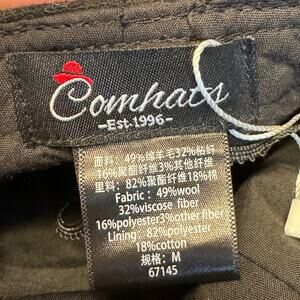 Comhats
-Est·1996-
面料：49%绵羊毛32%粘纤
16%聚酯纤维3%其他纤维
里料：82%聚酯纤维18%棉
Fabric : 49%wool
32%viscose fiber
16%polyester3%other fiber
Lining : 82%polyester
18%cotton
规格：M
67145